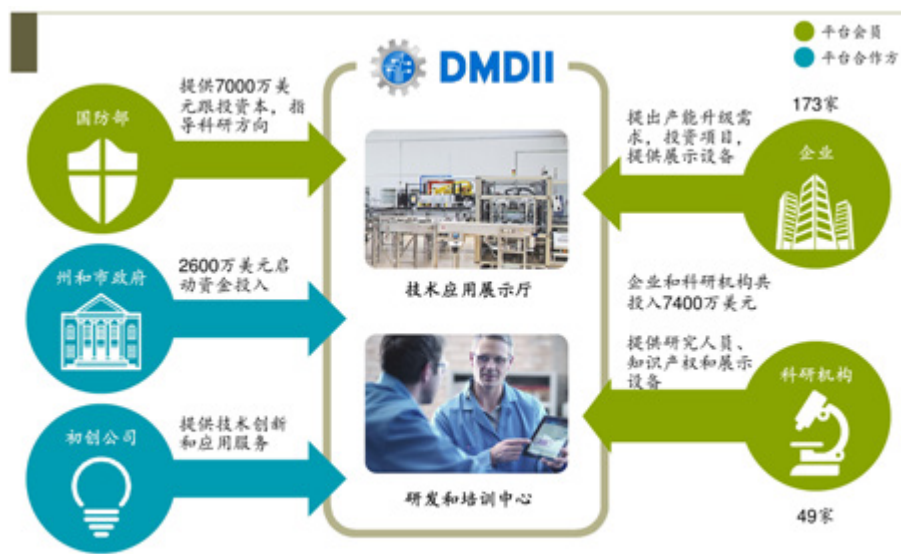 DMDII
平台会员
平台合作方
国防部
提供7000万美
元跟投资本，指
导科研方向
州和市政府
2600万美元启
动资金投入
初创公司
提供技术创新
和应用服务
技术应用展示厅
研发和培训中心
提出产能升级需
求，投资项目，
提供展示设备
173家
企业
企业和科研机构共
投入7400万美元
提供研究人员、
知识产权和展示
设备
科研机构
49家